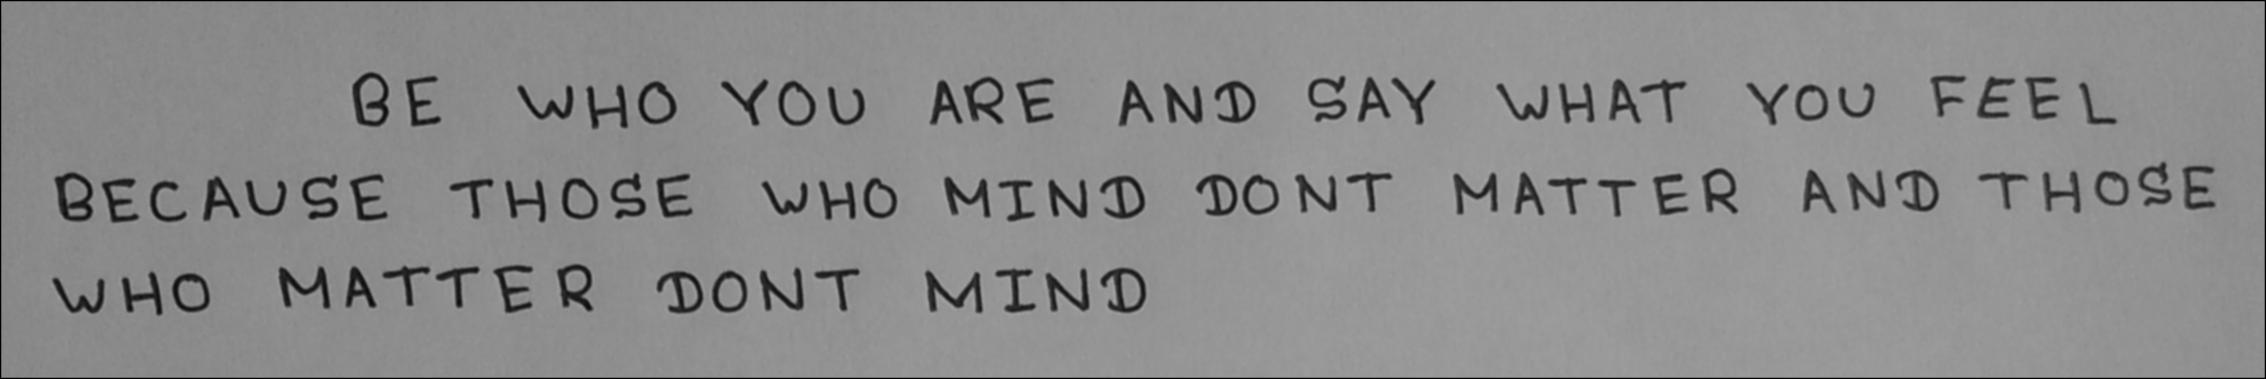 BE WHO YOU ARE AND SAY WHAT YOU FEEL
BECAUSE THOSE WHO MIND DONT MATTER AND THOSE
WHO MATTER DONT MIND